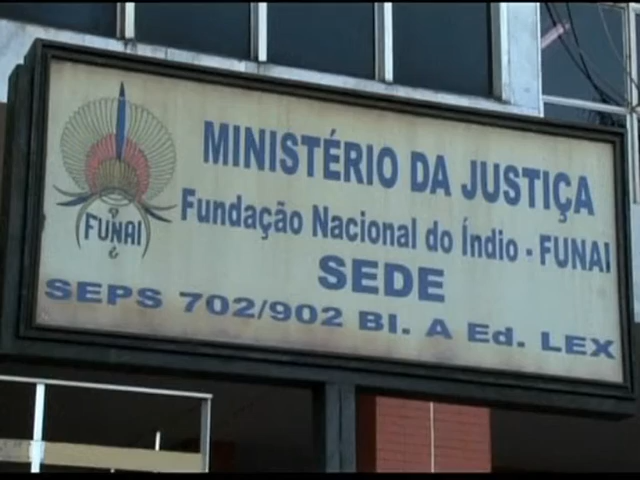 FUNAI
MINISTÉRIO DA JUSTIÇA
Fundação Nacional do Índio - FUNAI
SEDE
SEPS 702/902 Bl. A Ed. LEX